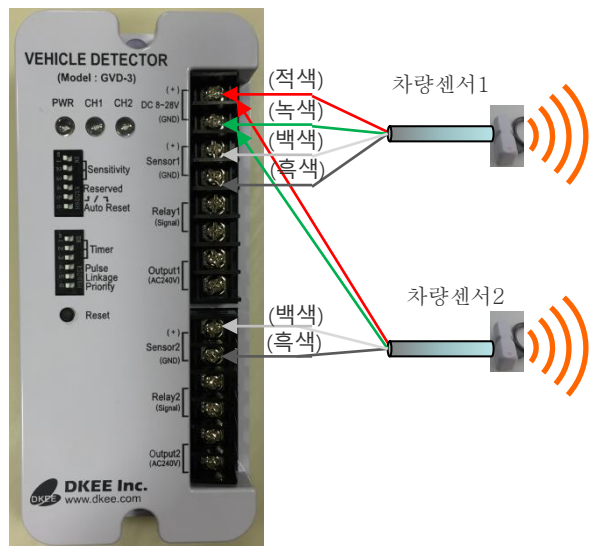 VEHICLE DETECTOR
(Model : GVD-3)
PWR CH1 CH2
(+)
DC 8~28V
(GND)
(+)
Sensor1
(GND)
Relay1
(Signal)
Output1
(AC240V)
Sensitivity
Reserved
Auto Reset
Timer
Pulse
Linkage
Priority
Reset
(+)
Sensor2
(GND)
Relay2
(Signal)
Output2
(AC240V)
DKEE
DKEE Inc.
www.dkee.com
(적색)
(녹색)
(백색)
(흑색)
차량센서1
(백색)
(흑색)
차량센서2